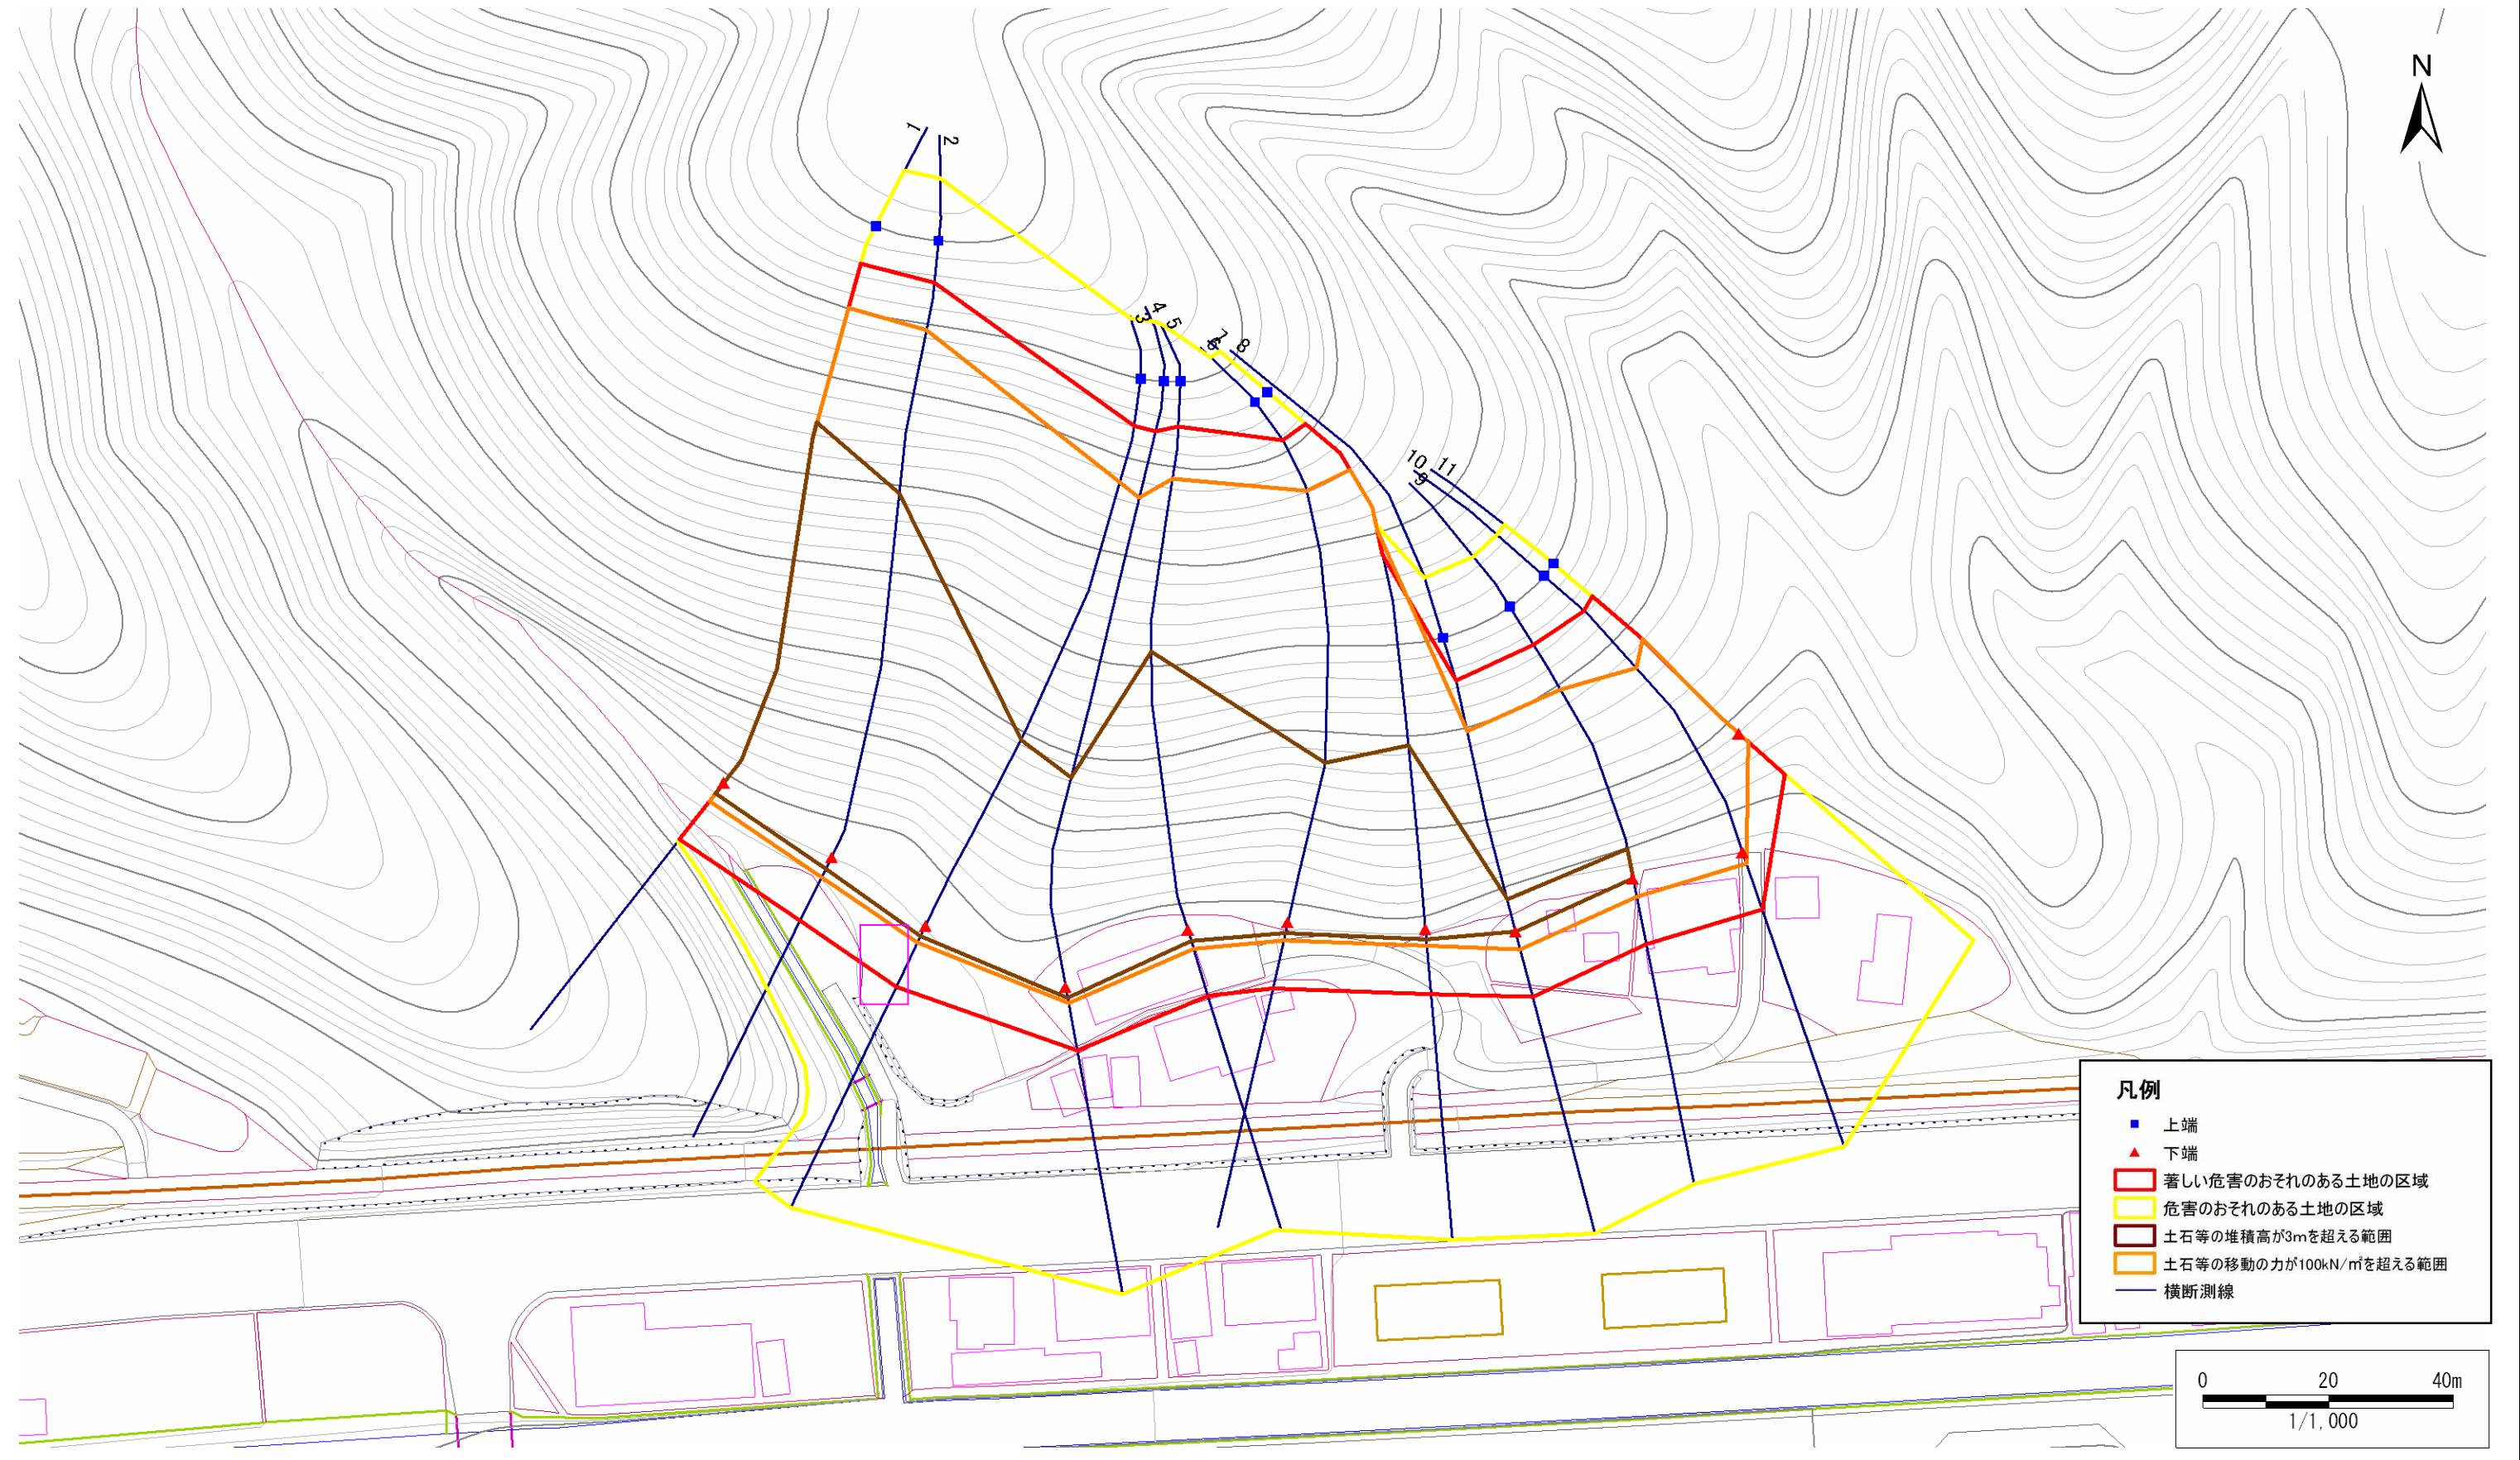 N
1
2
3
4
5
6
7
8
9
10
11
凡例
上端
下端
著しい危害のおそれのある土地の区域
危害のおそれのある土地の区域
土石等の堆積高が3mを超える範囲
土石等の移動の力が100kN/㎡を超える範囲
横断測線
0 20 40m
1/1,000